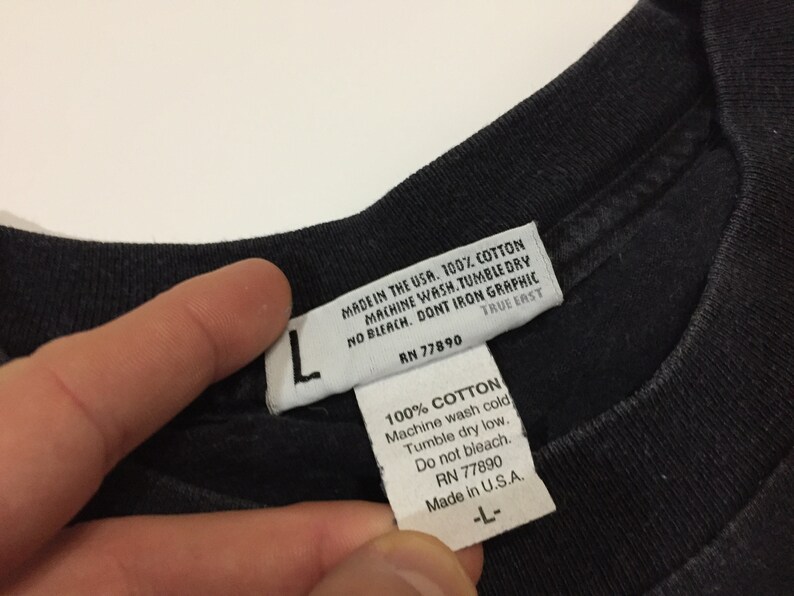 MADE IN THE USA. 100% COTTON
MACHINE WASH. TUMBLE DRY
NO BLEACH. DONT IRON GRAPHIC
TRUE EAST
L
RN 77890
100% COTTON
Machine wash cold
Tumble dry low.
Do not bleach.
RN 77890
Made in U.S.A.
-L-